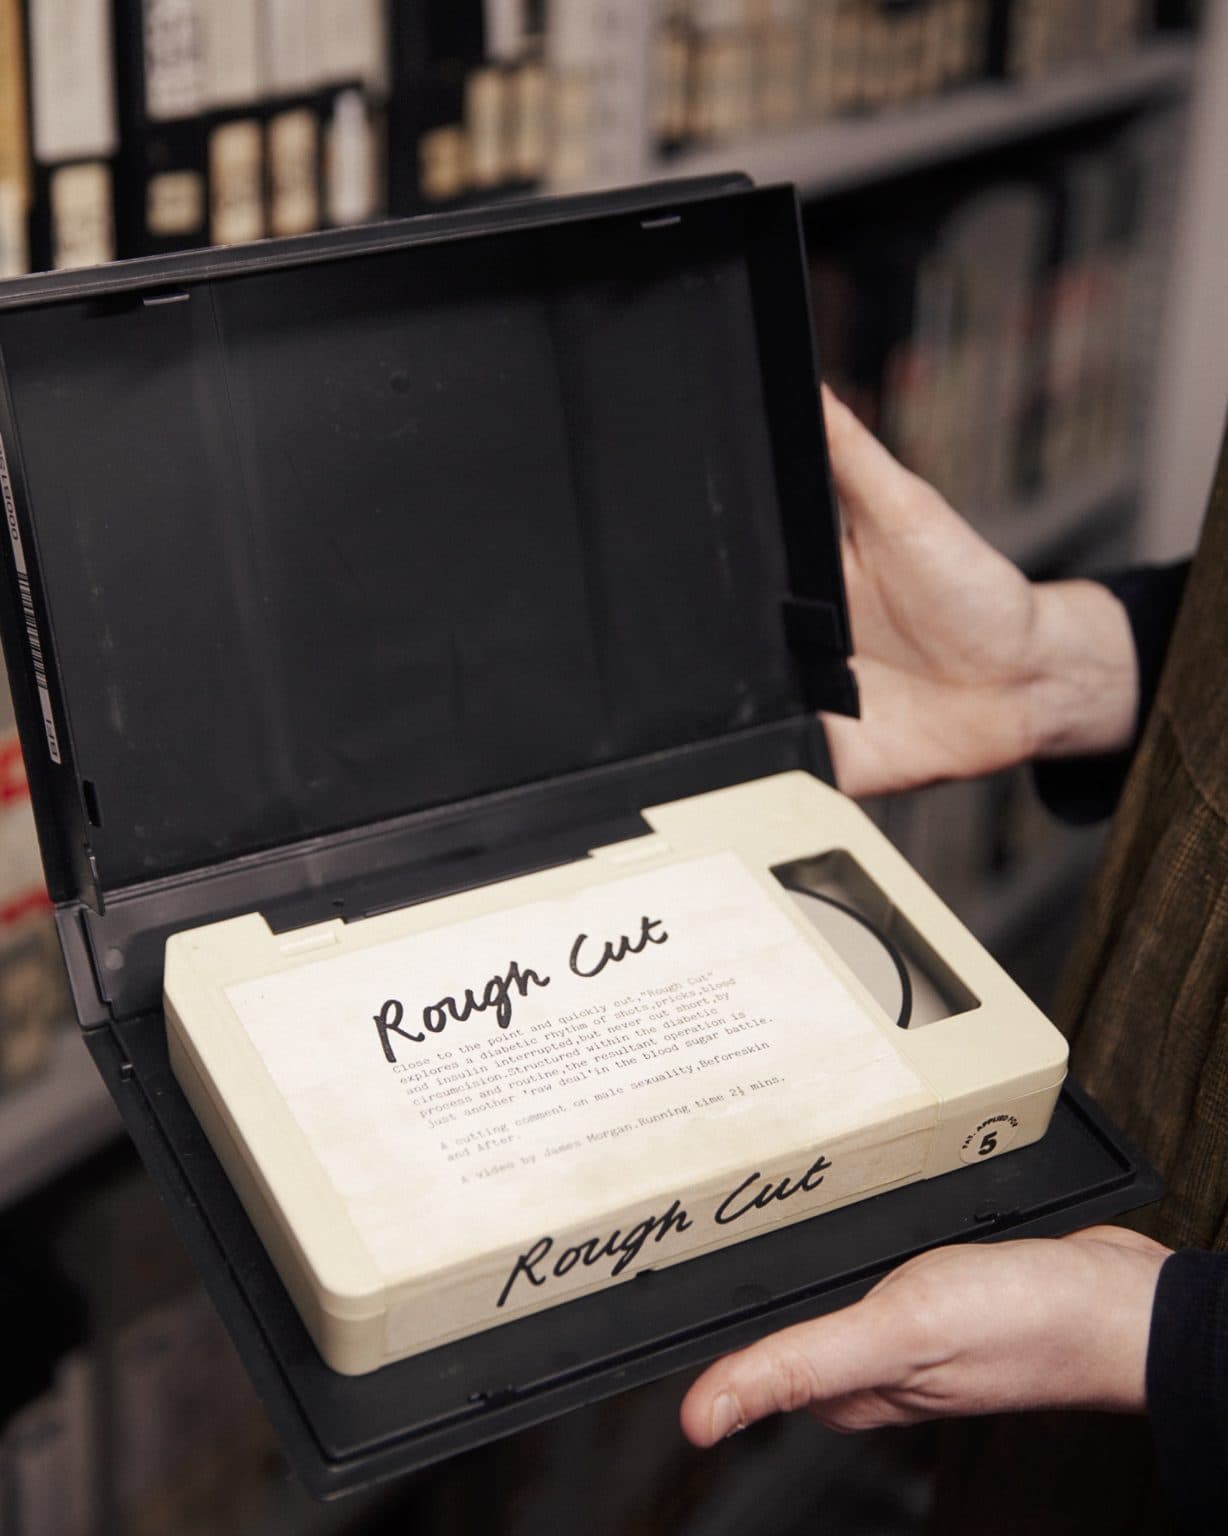 Rough Cut
Close to the point and quickly cut,"Rough Cut"
explores a diabetic rhythm of shots,pricks,blood
and insulin interrupted,but never cut short,by
circumcision.Structured within the diabetic
process and routine,the resultant operation is
just another 'raw deal'in the blood sugar battle.
A cutting comment on male sexuality,Beforeskin
and After.
A video by James Morgan.Running time 2½ mins.
PAT. APPLIED FOR
5
Rough Cut